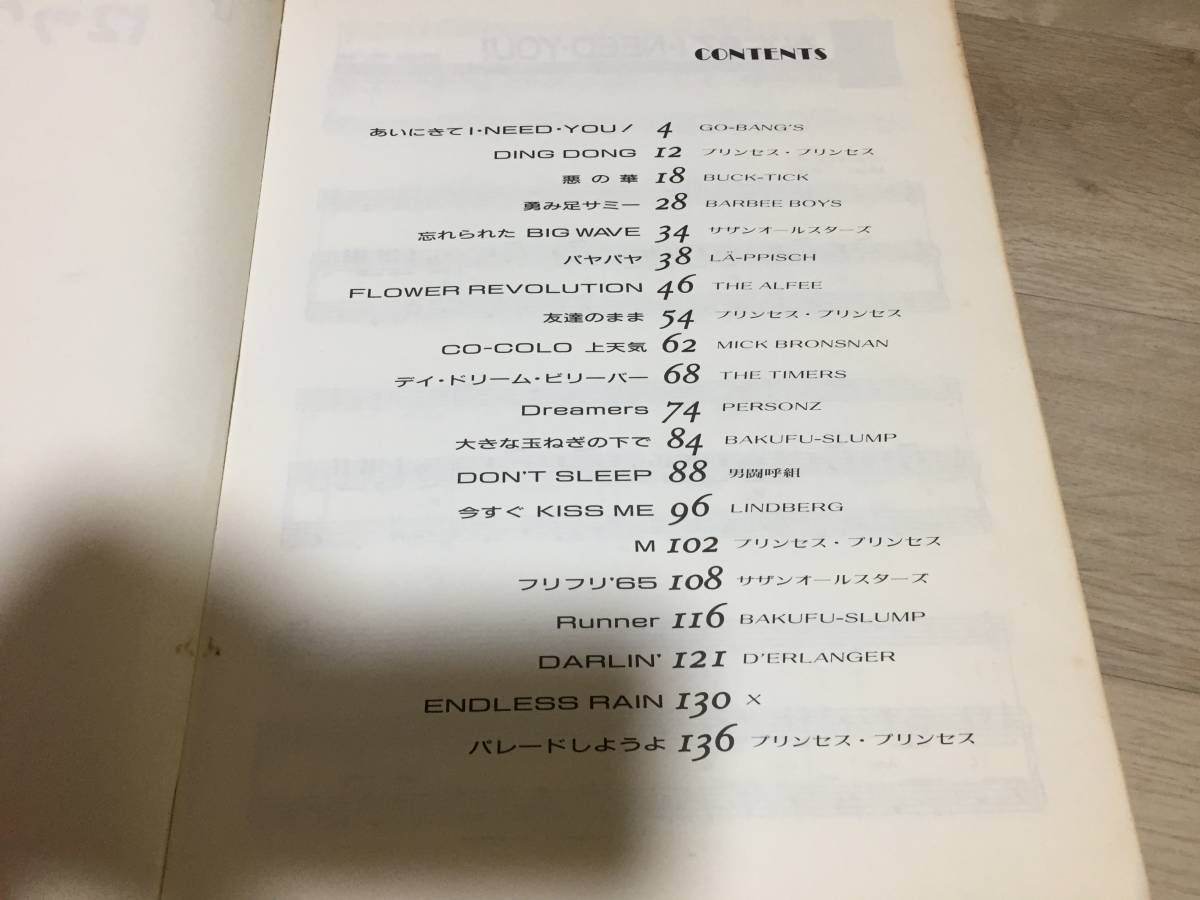 CONTENTS
あいにきてI・NEED・YOU! 4 GO-BANG'S
DING DONG 12 プリンセス・プリンセス
悪の華 18 BUCK-TICK
勇み足サミー 28 BARBEE BOYS
忘れられた BIG WAVE 34 サザンオールスターズ
パヤパヤ 38 LÄ-PPISCH
FLOWER REVOLUTION 46 THE ALFEE
友達のまま 54 プリンセス・プリンセス
CO-COLO 上天気 62 MICK BRONSNAN
デイ・ドリーム・ビリーバー 68 THE TIMERS
Dreamers 74 PERSONZ
大きな玉ねぎの下で 84 BAKUFU-SLUMP
DON'T SLEEP 88 男闘呼組
今すぐ KISS ME 96 LINDBERG
M 102 プリンセス・プリンセス
フリフリ'65 108 サザンオールスターズ
Runner 116 BAKUFU-SLUMP
DARLIN' 121 D'ERLANGER
ENDLESS RAIN 130 X
パレードしようよ 136 プリンセス・プリンセス